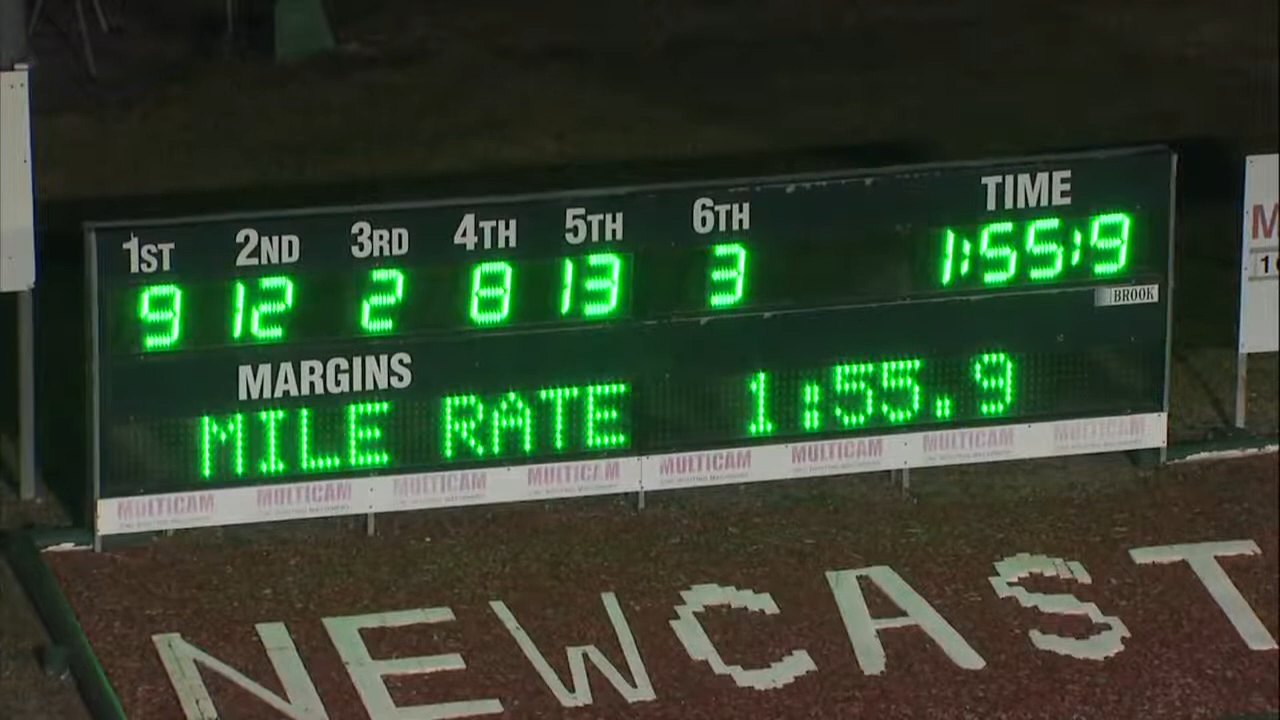 1ST 2ND 3RD 4TH 5TH 6TH TIME
9 12 2 8 13 3 1:55:9
BROOK
MARGINS
MILE RATE 1:55.9
MULTICAM MULTICAM MULTICAM MULTICAM MULTICAM MULTICAM MULTICAM MULTICAM
NEWCAST
M